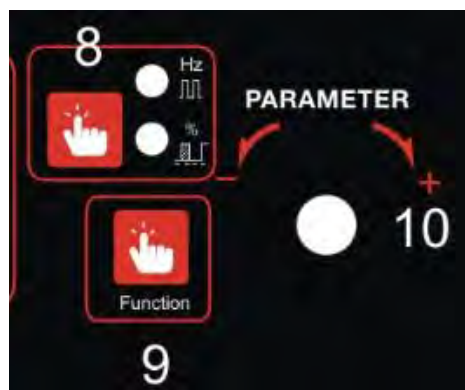 8
Hz
PARAMETER
%
- +
10
Function
9